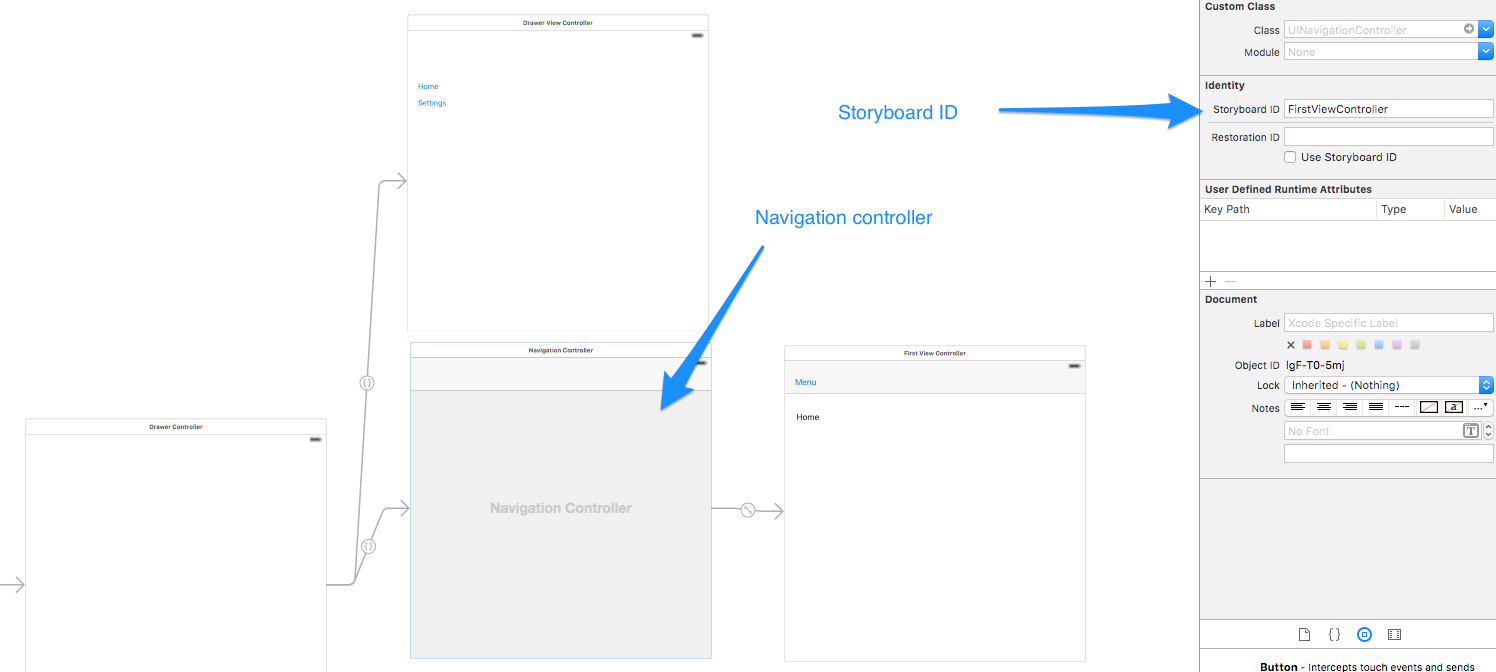 Drawer View Controller
Home
Settings
Storyboard ID
Navigation controller
Navigation Controller
Navigation Controller
First View Controller
Menu
Home
Drawer Controller
Custom Class
Class UINavigationController
Module None
Identity
Storyboard ID FirstViewController
Restoration ID
Use Storyboard ID
User Defined Runtime Attributes
Key Path Type Value
Document
Label Xcode Specific Label
Object ID IgF-T0-5mj
Lock Inherited - (Nothing)
Notes
No Font
Button - Intercepts touch events and sends